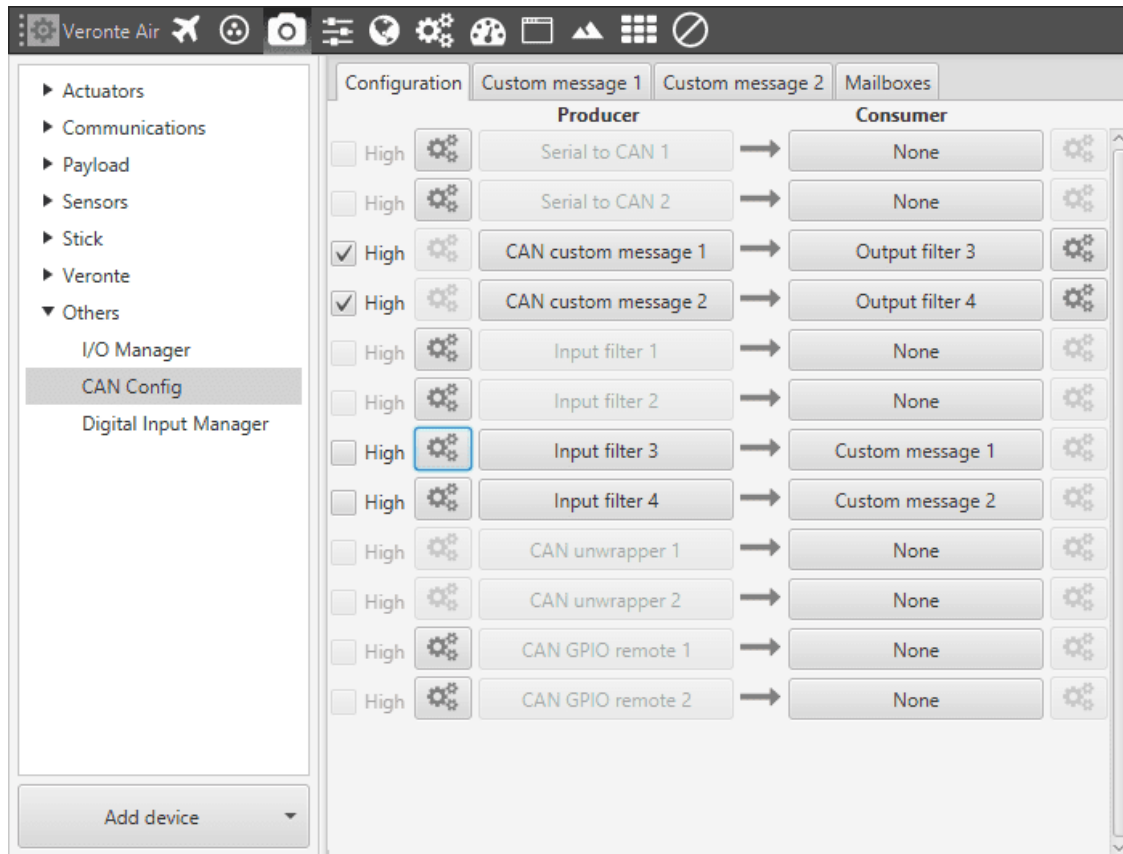 Veronte Air
Actuators
Communications
Payload
Sensors
Stick
Veronte
Others
I/O Manager
CAN Config
Digital Input Manager
Add device
Configuration Custom message 1 Custom message 2 Mailboxes
Producer Consumer
High Serial to CAN 1 None
High Serial to CAN 2 None
High CAN custom message 1 Output filter 3
High CAN custom message 2 Output filter 4
High Input filter 1 None
High Input filter 2 None
High Input filter 3 Custom message 1
High Input filter 4 Custom message 2
High CAN unwrapper 1 None
High CAN unwrapper 2 None
High CAN GPIO remote 1 None
High CAN GPIO remote 2 None